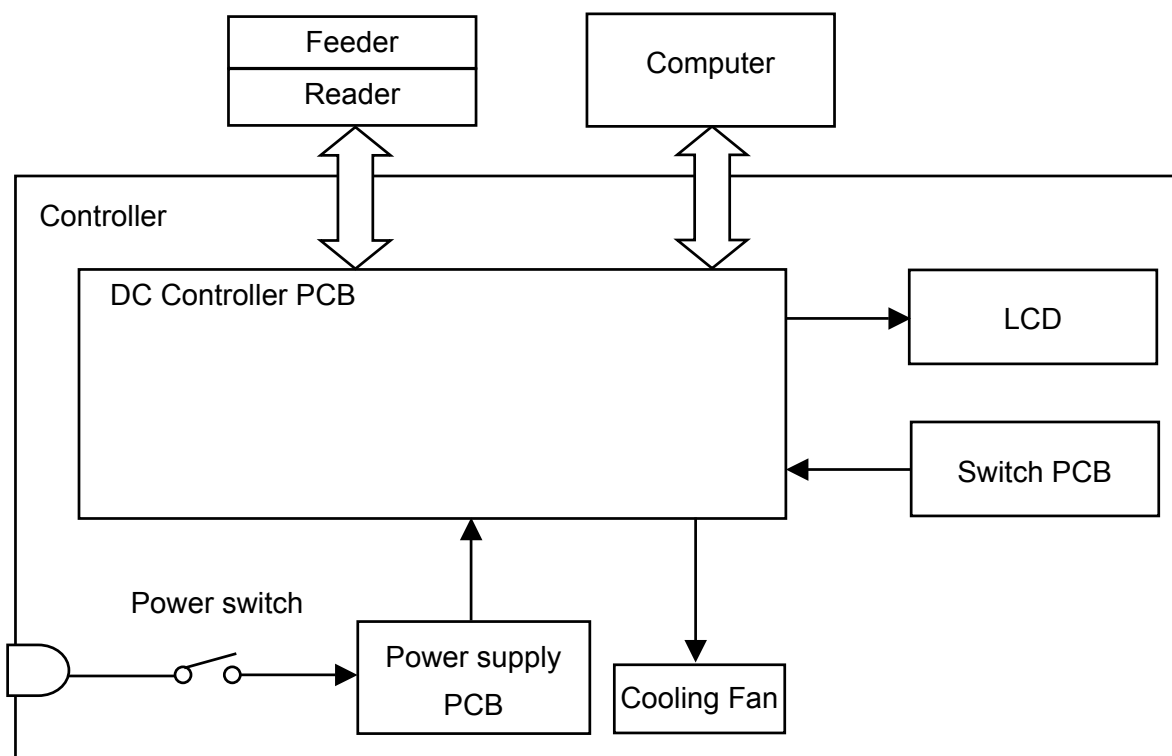 Feeder
Reader
Computer
Controller
DC Controller PCB
LCD
Switch PCB
Power switch
Power supply
PCB
Cooling Fan